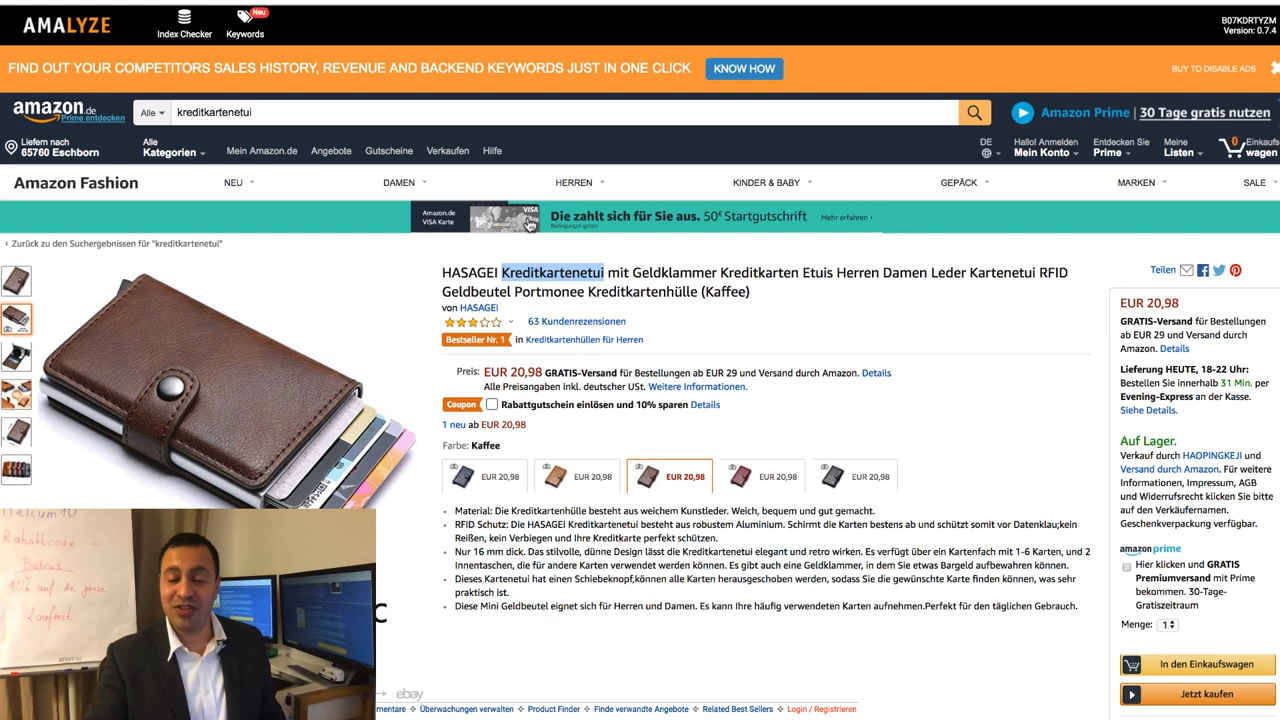 AMALYZE
Index Checker
Neu
Keywords
B07KDRTYZM
Version: 0.7.4
FIND OUT YOUR COMPETITORS SALES HISTORY, REVENUE AND BACKEND KEYWORDS JUST IN ONE CLICK
KNOW HOW
BUY TO DISABLE ADS
amazon.de
Prime entdecken
Alle
kreditkartenetui
Amazon Prime | 30 Tage gratis nutzen
Liefern nach
65760 Eschborn
Alle
Kategorien
Mein Amazon.de
Angebote
Gutscheine
Verkaufen
Hilfe
DE
Hallo! Anmelden
Mein Konto
Entdecken Sie
Prime
Meine
Listen
0
Einkaufs
wagen
Amazon Fashion
NEU
DAMEN
HERREN
KINDER & BABY
GEPÄCK
MARKEN
SALE
Amazon.de
VISA Karte
VISA
Die zahlt sich für Sie aus. 50€ Startgutschrift
Bedingungen gelten
Mehr erfahren ›
‹ Zurück zu den Suchergebnissen für "kreditkartenetui"
HASAGEI Kreditkartenetui mit Geldklammer Kreditkarten Etuis Herren Damen Leder Kartenetui RFID
Geldbeutel Portmonee Kreditkartenhülle (Kaffee)
von HASAGEI
63 Kundenrezensionen
Bestseller Nr. 1 in Kreditkartenhüllen für Herren
Preis: EUR 20,98 GRATIS-Versand für Bestellungen ab EUR 29 und Versand durch Amazon. Details
Alle Preisangaben inkl. deutscher USt. Weitere Informationen.
Coupon Rabattgutschein einlösen und 10% sparen Details
1 neu ab EUR 20,98
Farbe: Kaffee
EUR 20,98
EUR 20,98
EUR 20,98
EUR 20,98
EUR 20,98
• Material: Die Kreditkartenhülle besteht aus weichem Kunstleder. Weich, bequem und gut gemacht.
• RFID Schutz: Die HASAGEI Kreditkartenetui besteht aus robustem Aluminium. Schirmt die Karten bestens ab und schützt somit vor Datenklau;kein
Reißen, kein Verbiegen und Ihre Kreditkarte perfekt schützen.
• Nur 16 mm dick. Das stilvolle, dünne Design lässt die Kreditkartenetui elegant und retro wirken. Es verfügt über ein Kartenfach mit 1-6 Karten, und 2
Innentaschen, die für andere Karten verwendet werden können. Es gibt auch eine Geldklammer, in dem Sie etwas Bargeld aufbewahren können.
• Dieses Kartenetui hat einen Schiebeknopf,können alle Karten herausgeschoben werden, sodass Sie die gewünschte Karte finden können, was sehr
praktisch ist.
• Diese Mini Geldbeutel eignet sich für Herren und Damen. Es kann Ihre häufig verwendeten Karten aufnehmen.Perfekt für den täglichen Gebrauch.
Teilen
EUR 20,98
GRATIS-Versand für Bestellungen
ab EUR 29 und Versand durch
Amazon. Details
Lieferung HEUTE, 18-22 Uhr:
Bestellen Sie innerhalb 31 Min. per
Evening-Express an der Kasse.
Siehe Details.
Auf Lager.
Verkauf durch HAOPINGKEJI und
Versand durch Amazon. Für weitere
Informationen, Impressum, AGB
und Widerrufsrecht klicken Sie bitte
auf den Verkäufernamen.
Geschenkverpackung verfügbar.
amazon prime
Hier klicken und GRATIS
Premiumversand mit Prime
bekommen. 30-Tage-
Gratiszeitraum
Menge: 1
In den Einkaufswagen
Jetzt kaufen
Helium10
Rabattcode
Butrus
10% auf die ganze
Laufzeit
c
→ ebay
mentare ❖ Überwachungen verwalten ❖ Product Finder ❖ Finde verwandte Angebote ❖ Related Best Sellers ❖ Login / Registrieren